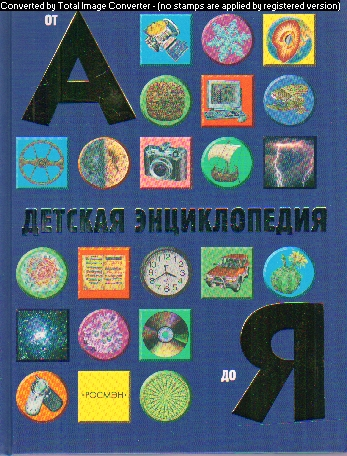 Converted by Total Image Converter - (no stamps are applied by registered version)
ОТ
А
ДЕТСКАЯ ЭНЦИКЛОПЕДИЯ
ДО
Я
·РОСМЭН·